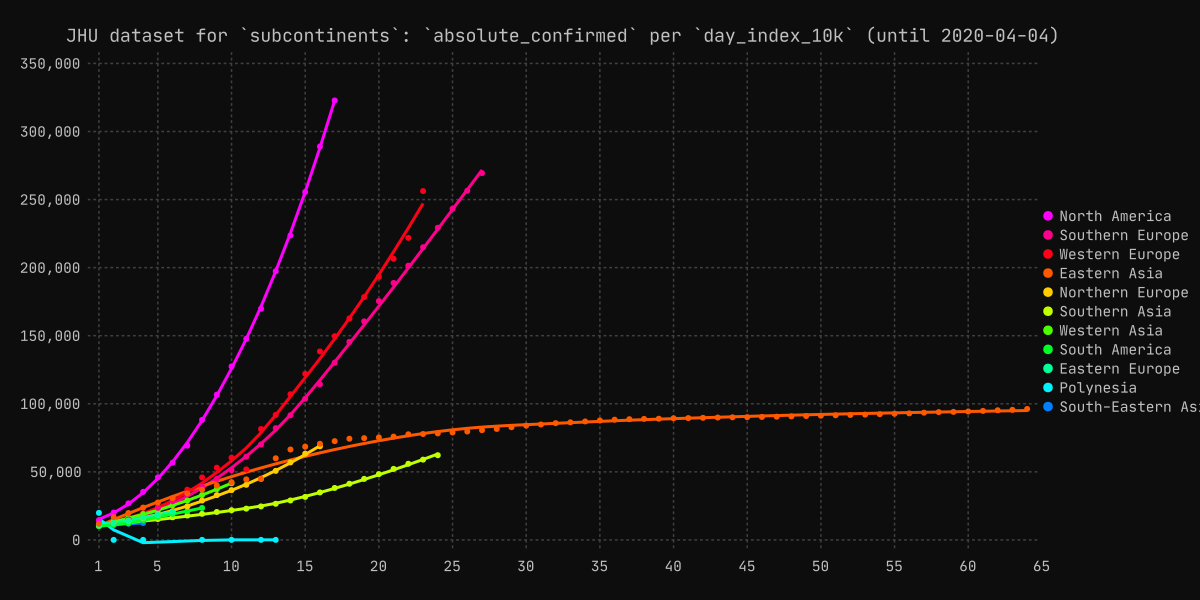 JHU dataset for `subcontinents`: `absolute_confirmed` per `day_index_10k` (until 2020-04-04)
350,000
300,000
250,000
200,000
150,000
100,000
50,000
0
1 5 10 15 20 25 30 35 40 45 50 55 60 65
North America
Southern Europe
Western Europe
Eastern Asia
Northern Europe
Southern Asia
Western Asia
South America
Eastern Europe
Polynesia
South-Eastern As